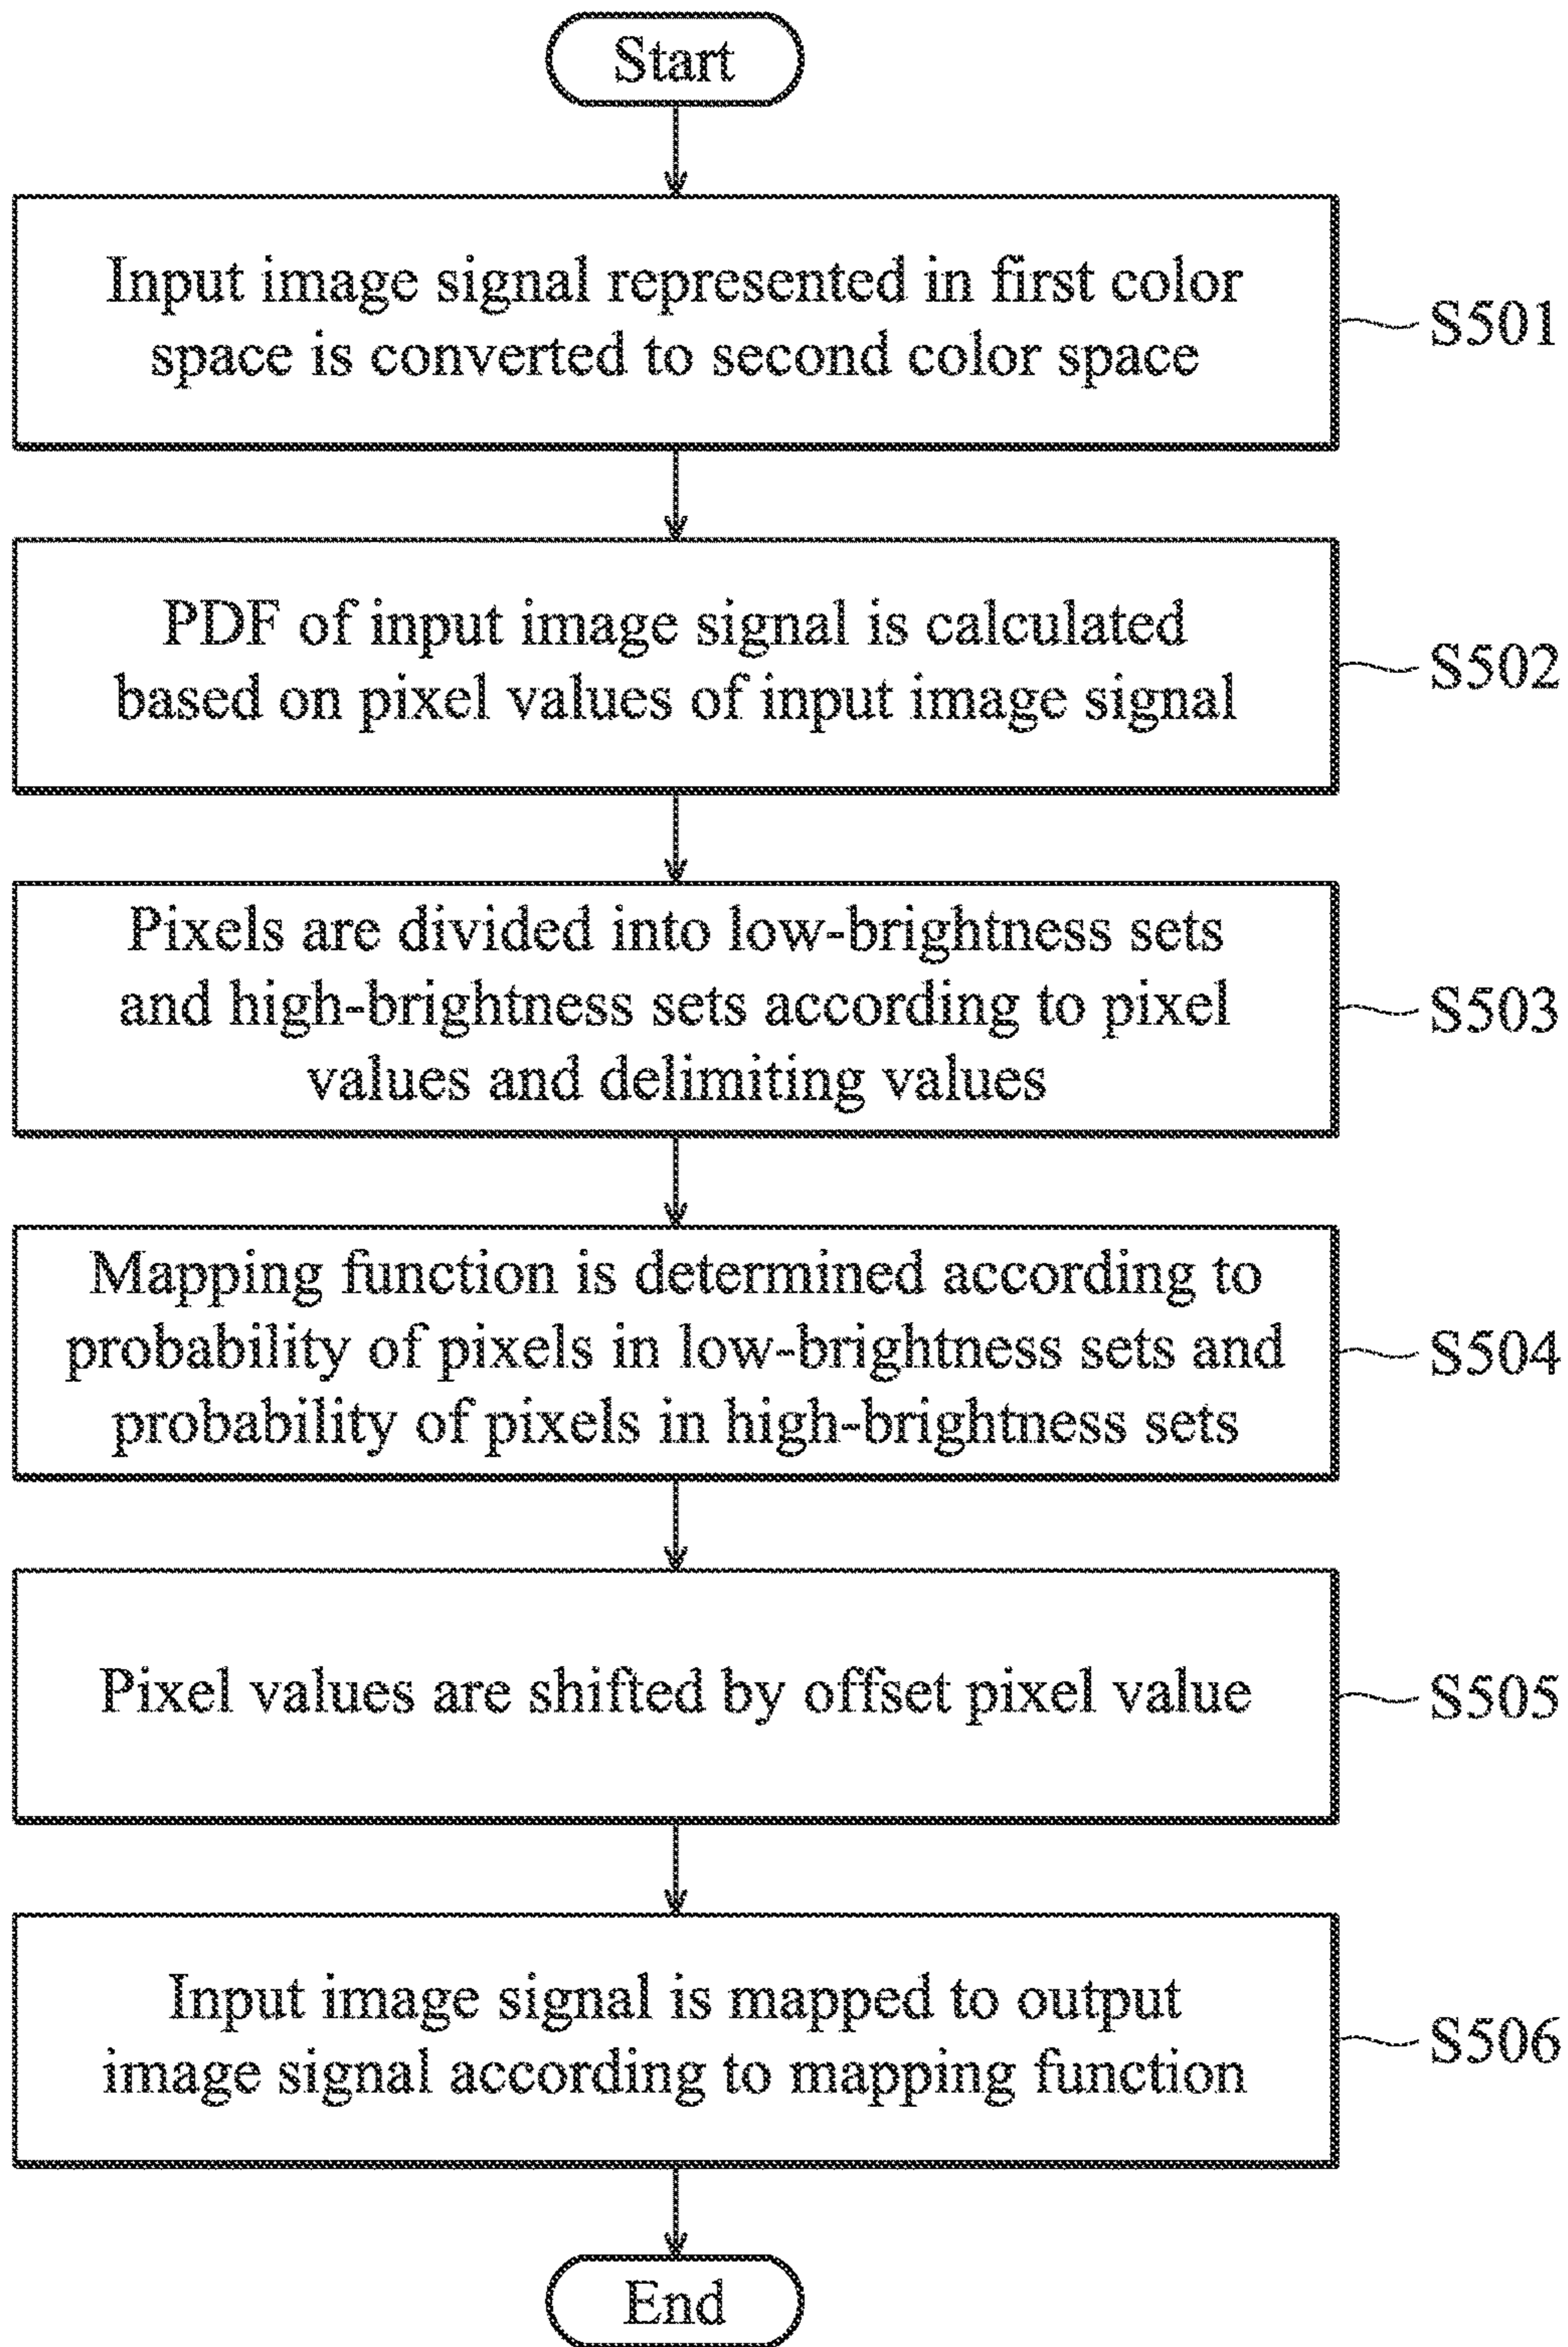 Start
Input image signal represented in first color
space is converted to second color space
S501
PDF of input image signal is calculated
based on pixel values of input image signal
S502
Pixels are divided into low-brightness sets
and high-brightness sets according to pixel
values and delimiting values
S503
Mapping function is determined according to
probability of pixels in low-brightness sets and
probability of pixels in high-brightness sets
S504
Pixel values are shifted by offset pixel value
S505
Input image signal is mapped to output
image signal according to mapping function
S506
End